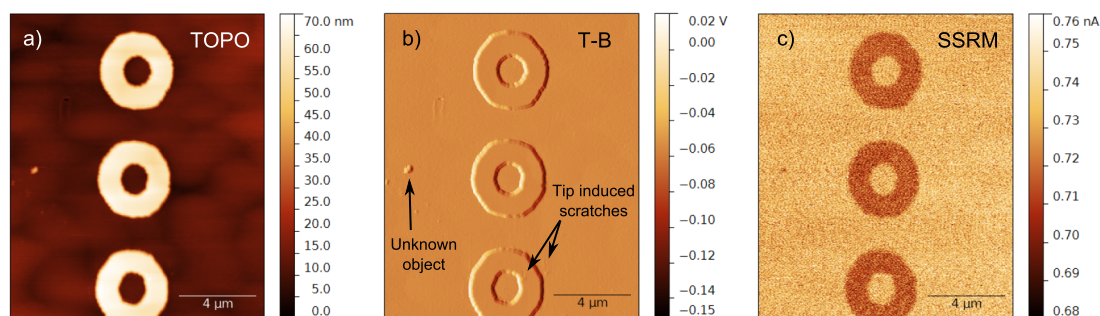 a)
TOPO
4 µm
70.0 nm
60.0
55.0
50.0
45.0
40.0
35.0
30.0
25.0
20.0
15.0
10.0
0.0
b)
T-B
Unknown
object
Tip induced
scratches
4 µm
0.02 V
0.00
−0.02
−0.04
−0.06
−0.08
−0.10
−0.12
−0.14
−0.15
c)
SSRM
4 µm
0.76 nA
0.75
0.74
0.73
0.72
0.71
0.70
0.69
0.68